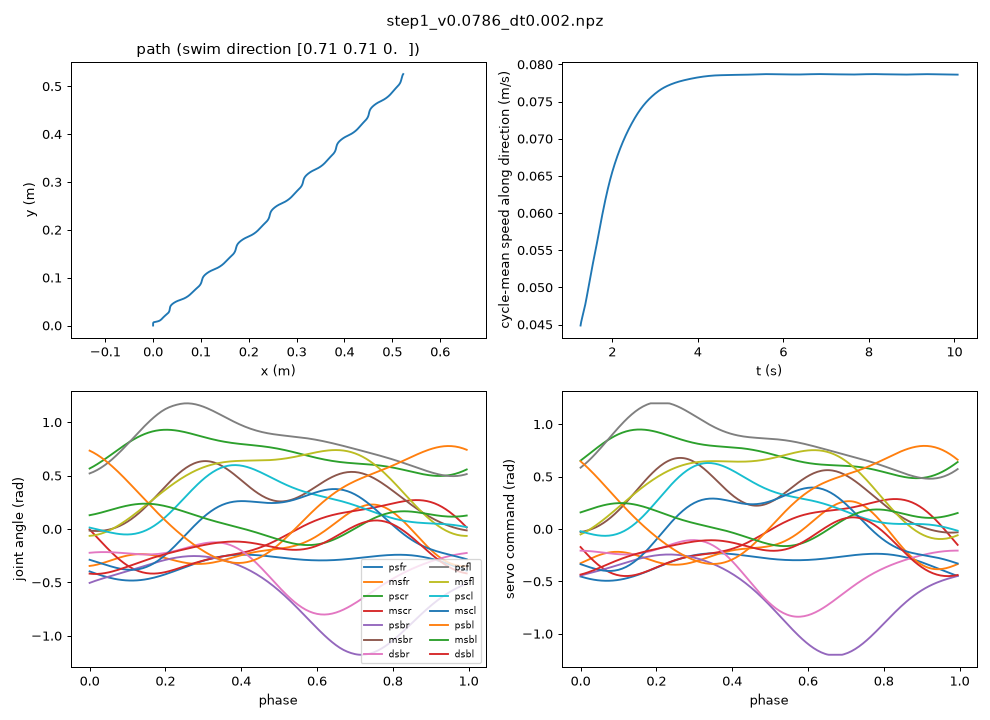 step1_v0.0786_dt0.002.npz
path (swim direction [0.71 0.71 0.  ])
y (m)
0.5
0.4
0.3
0.2
0.1
0.0
−0.1 0.0 0.1 0.2 0.3 0.4 0.5 0.6
x (m)
cycle-mean speed along direction (m/s)
0.080
0.075
0.070
0.065
0.060
0.055
0.050
0.045
2 4 6 8 10
t (s)
joint angle (rad)
1.0
0.5
0.0
−0.5
−1.0
psfr psfl
msfr msfl
pscr pscl
mscr mscl
psbr psbl
msbr msbl
dsbr dsbl
0.0 0.2 0.4 0.6 0.8 1.0
phase
servo command (rad)
1.0
0.5
0.0
−0.5
−1.0
0.0 0.2 0.4 0.6 0.8 1.0
phase